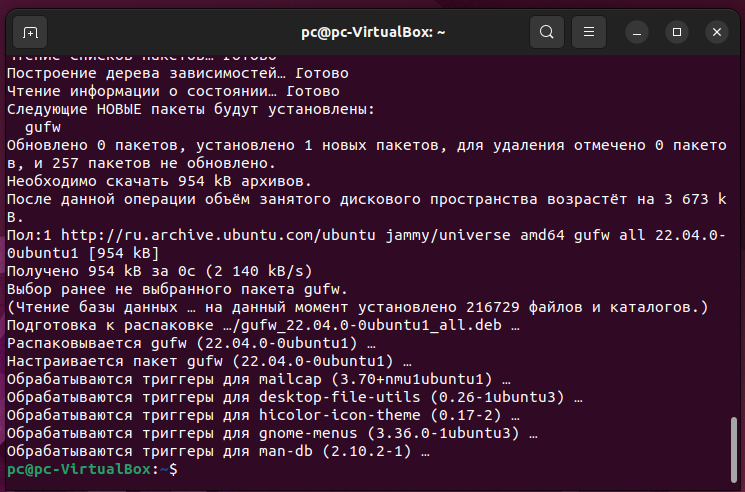 pc@pc-VirtualBox: ~
Чтение списков пакетов… Готово
Построение дерева зависимостей… Готово
Чтение информации о состоянии… Готово
Следующие НОВЫЕ пакеты будут установлены:
  gufw
Обновлено 0 пакетов, установлено 1 новых пакетов, для удаления отмечено 0 пакето
в, и 257 пакетов не обновлено.
Необходимо скачать 954 kB архивов.
После данной операции объём занятого дискового пространства возрастёт на 3 673 k
B.
Пол:1 http://ru.archive.ubuntu.com/ubuntu jammy/universe amd64 gufw all 22.04.0-
0ubuntu1 [954 kB]
Получено 954 kB за 0с (2 140 kB/s)
Выбор ранее не выбранного пакета gufw.
(Чтение базы данных … на данный момент установлено 216729 файлов и каталогов.)
Подготовка к распаковке …/gufw_22.04.0-0ubuntu1_all.deb …
Распаковывается gufw (22.04.0-0ubuntu1) …
Настраивается пакет gufw (22.04.0-0ubuntu1) …
Обрабатываются триггеры для mailcap (3.70+nmu1ubuntu1) …
Обрабатываются триггеры для desktop-file-utils (0.26-1ubuntu3) …
Обрабатываются триггеры для hicolor-icon-theme (0.17-2) …
Обрабатываются триггеры для gnome-menus (3.36.0-1ubuntu3) …
Обрабатываются триггеры для man-db (2.10.2-1) …
pc@pc-VirtualBox:~$